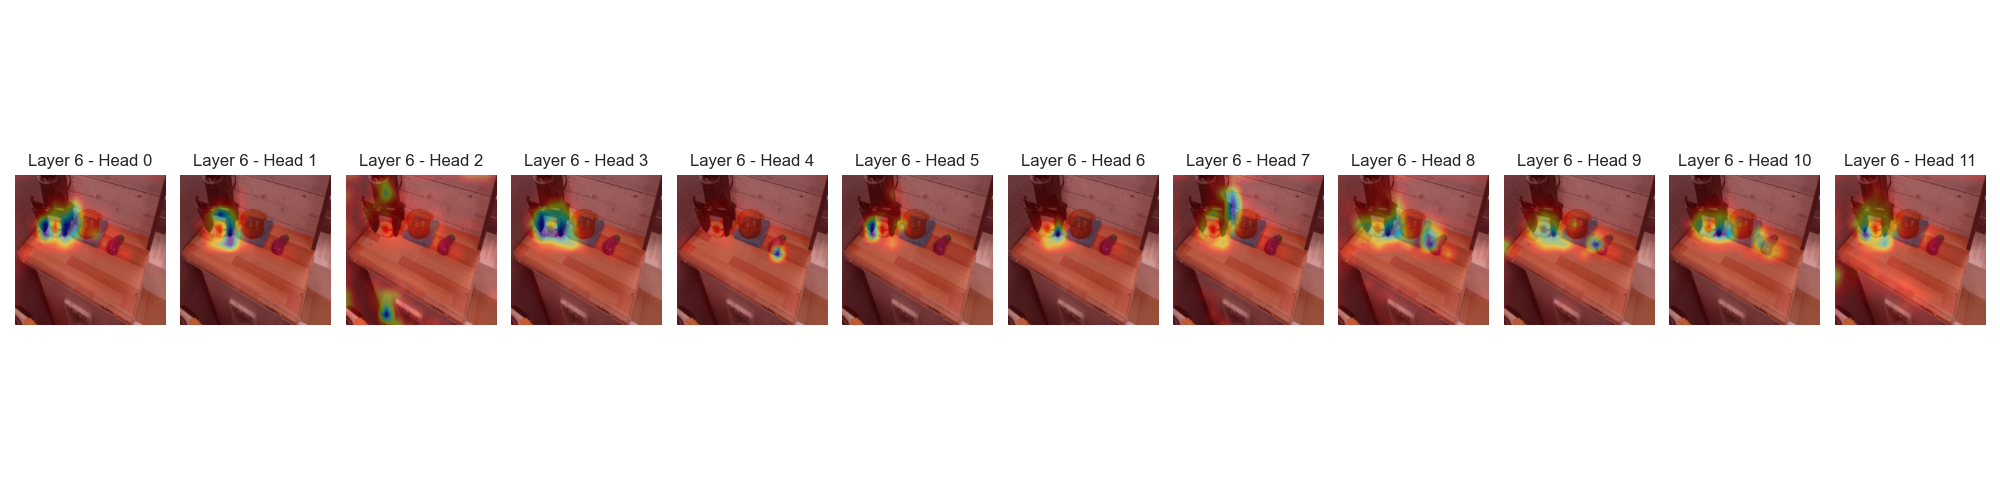 Layer 6 - Head 0
Layer 6 - Head 1
Layer 6 - Head 2
Layer 6 - Head 3
Layer 6 - Head 4
Layer 6 - Head 5
Layer 6 - Head 6
Layer 6 - Head 7
Layer 6 - Head 8
Layer 6 - Head 9
Layer 6 - Head 10
Layer 6 - Head 11